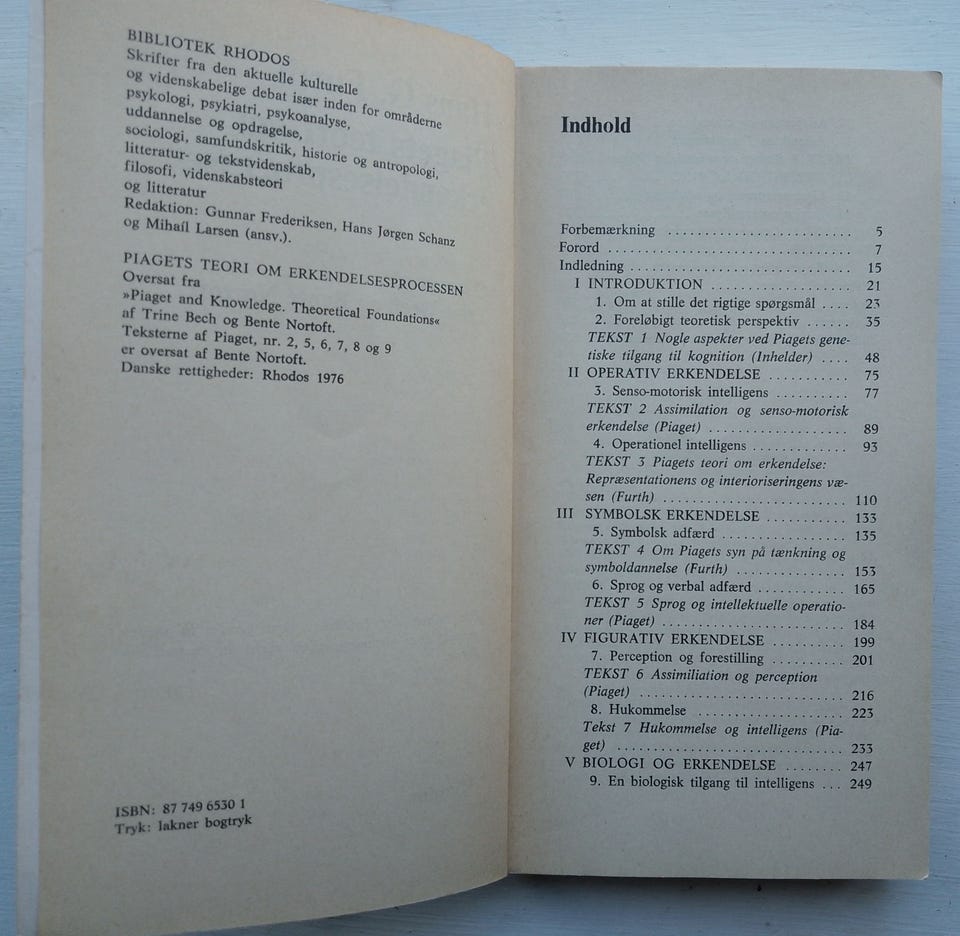 BIBLIOTEK RHODOS
Skrifter fra den aktuelle kulturelle
og videnskabelige debat især inden for områderne
psykologi, psykiatri, psykoanalyse,
uddannelse og opdragelse,
sociologi, samfundskritik, historie og antropologi,
litteratur- og tekstvidenskab,
filosofi, videnskabsteori
og litteratur
Redaktion: Gunnar Frederiksen, Hans Jørgen Schanz
og Mihail Larsen (ansv.).
PIAGETS TEORI OM ERKENDELSESPROCESSEN
Oversat fra
»Piaget and Knowledge. Theoretical Foundations«
af Trine Bech og Bente Nortoft.
Teksterne af Piaget, nr. 2, 5, 6, 7, 8 og 9
er oversat af Bente Nortoft.
Danske rettigheder: Rhodos 1976
ISBN: 87 749 6530 1
Tryk: lakner bogtryk
Indhold
Forbemærkning ............................ 5
Forord .................................... 7
Indledning ................................ 15
I INTRODUKTION .................... 21
1. Om at stille det rigtige spørgsmål .... 23
2. Foreløbigt teoretisk perspektiv ...... 35
TEKST 1 Nogle aspekter ved Piagets gene-
tiske tilgang til kognition (Inhelder) .... 48
II OPERATIV ERKENDELSE ........... 75
3. Senso-motorisk intelligens .......... 77
TEKST 2 Assimilation og senso-motorisk
erkendelse (Piaget) .................... 89
4. Operationel intelligens ............. 93
TEKST 3 Piagets teori om erkendelse:
Repræsentationens og interioriseringens væ-
sen (Furth) .......................... 110
III SYMBOLSK ERKENDELSE ........... 133
5. Symbolsk adfærd .................. 135
TEKST 4 Om Piagets syn på tænkning og
symboldannelse (Furth) ................ 153
6. Sprog og verbal adfærd ............ 165
TEKST 5 Sprog og intellektuelle operatio-
ner (Piaget) .......................... 184
IV FIGURATIV ERKENDELSE .......... 199
7. Perception og forestilling ........... 201
TEKST 6 Assimiliation og perception
(Piaget) .............................. 216
8. Hukommelse ..................... 223
Tekst 7 Hukommelse og intelligens (Pia-
get) ................................. 233
V BIOLOGI OG ERKENDELSE ........ 247
9. En biologisk tilgang til intelligens ... 249